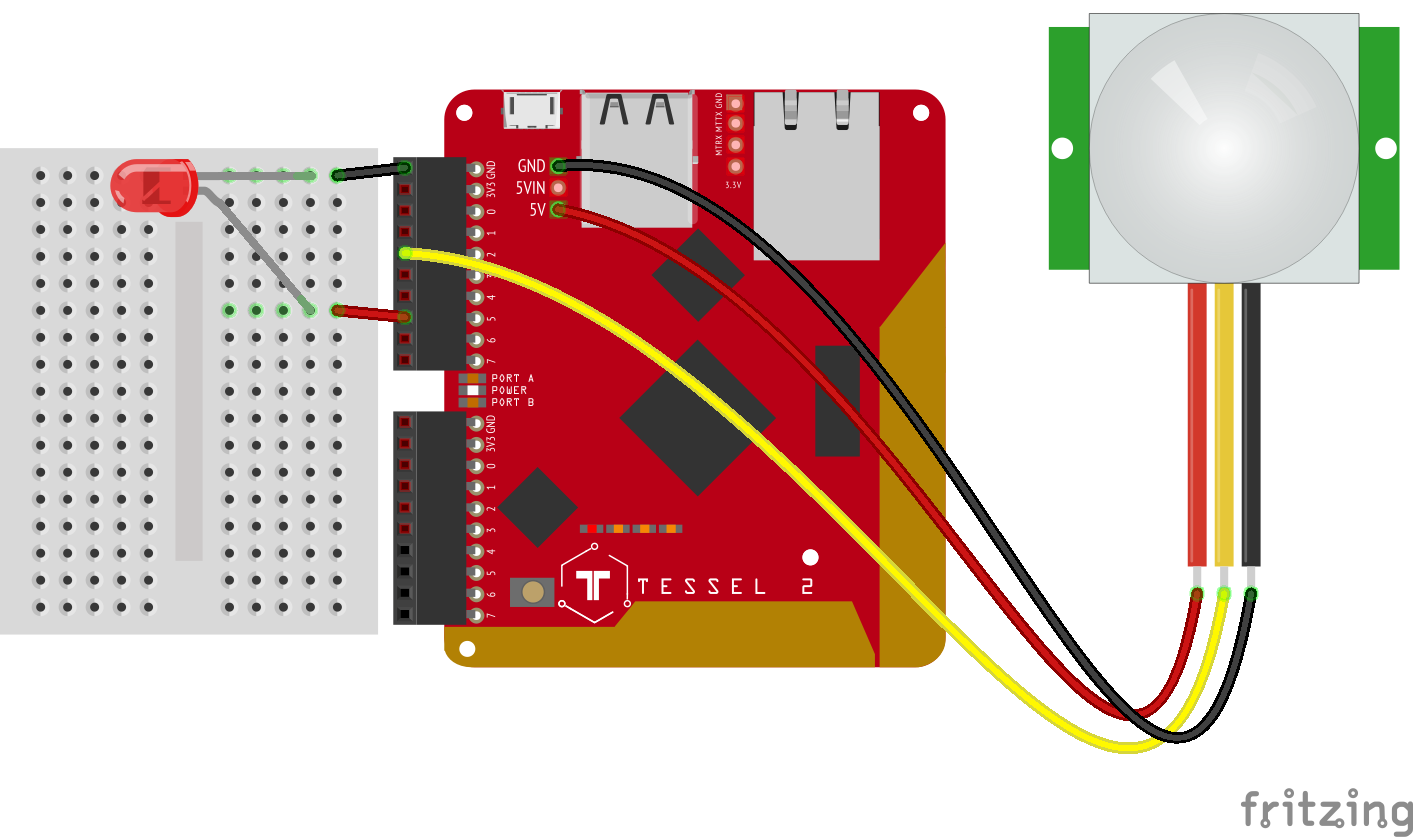 MTRX MTTX GND
3.3V
GND
5VIN
5V
GND
3V3
0
1
2
3
4
5
6
7
PORT A
POWER
PORT B
GND
3V3
0
1
2
3
4
5
6
7
TESSEL 2
fritzing